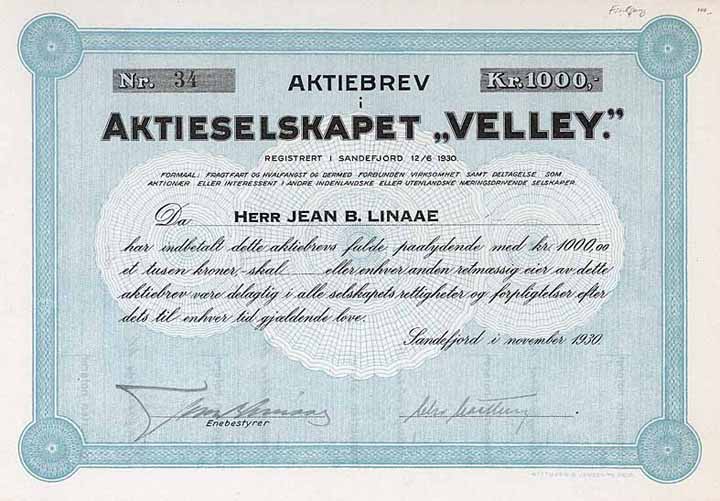 Nr. 34 AKTIEBREV Kr. 1000,-
i
AKTIESELSKAPET „VELLEY."
REGISTRERT I SANDEFJORD 12/6 1930.
FORMAAL: FRAGTFART OG HVALFANGST OG DERMED FORBUNDEN VIRKSOMHET SAMT DELTAGELSE SOM
AKTIONÆR ELLER INTERESSENT I ANDRE INDENLANDSKE ELLER UTENLANDSKE NÆRINGSDRIVENDE SELSKAPER.
Da HERR JEAN B. LINAAE
har indbetalt dette aktiebrevs fulde paalydende med kr. 1000,00
et tusen kroner,- skal eller enhver anden retmæssig eier av dette
aktiebrev være delagtig i alle selskapets rettigheter og forpligtelser efter
dets til enhver tid gjældende love.
Sandefjord i november 1930.
Enebestyrer